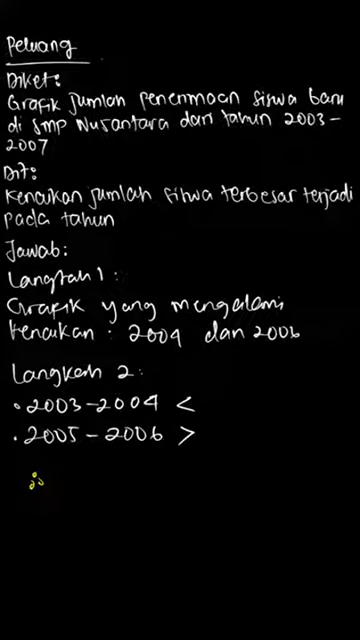 Peluang
Diket:
Grafik jumlah penerimaan siswa baru
di SMP Nusantara dari tahun 2003-
2007
Dit:
Kenaikan jumlah siswa terbesar terjadi
pada tahun
Jawab:
Langkah 1:
Grafik yang mengalami
kenaikan : 2004 dan 2006
Langkah 2:
• 2003-2004 <
• 2005-2006 >
∴